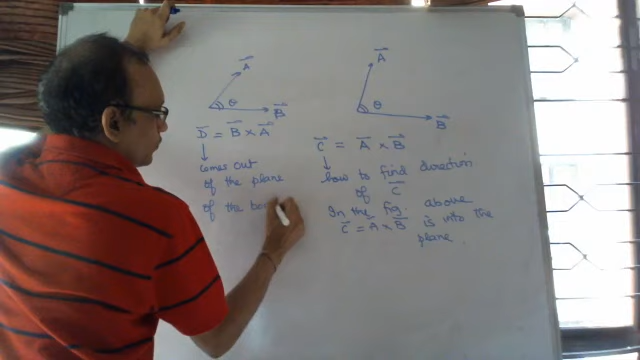 A
θ
B
D = B × A
comes out
of the plane
of the boa
A
θ
B
C = A × B
how to find direction
of C
In the fig. above
C = A × B is into the
plane.